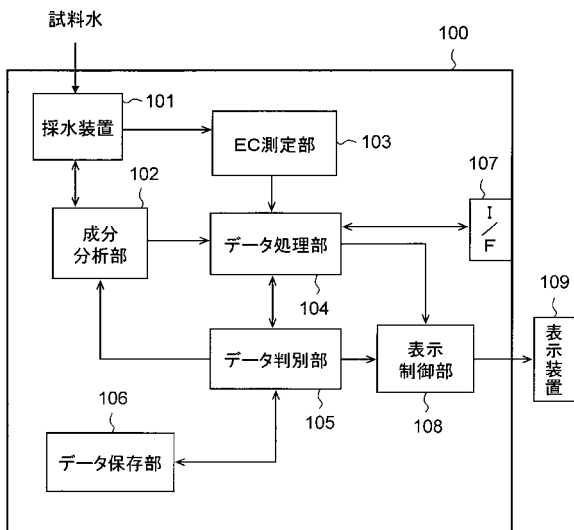 試料水
100
101
採水装置
EC測定部
103
102
107
I/F
成分
分析部
データ処理部
104
109
表示装置
データ判別部
105
表示
制御部
108
106
データ保存部